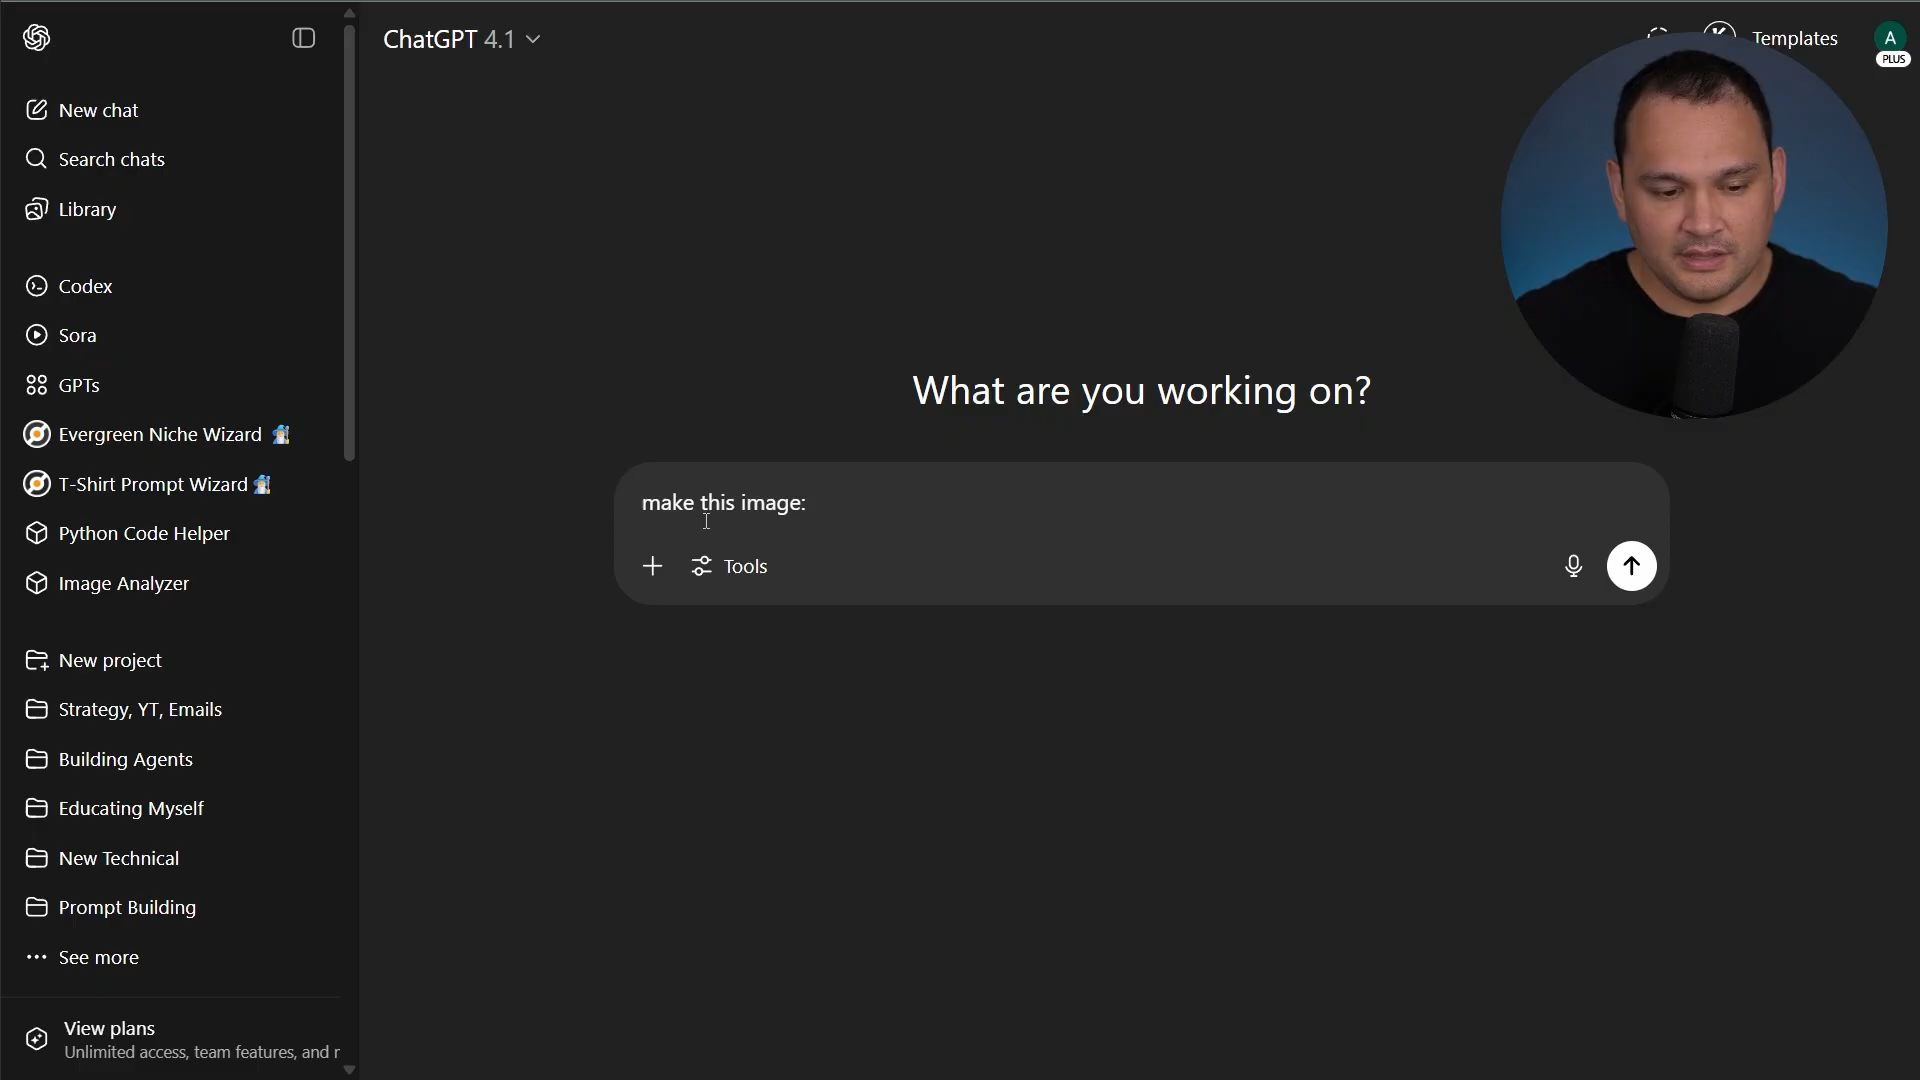 ChatGPT 4.1
Templates
A
PLUS
New chat
Search chats
Library
Codex
Sora
GPTs
Evergreen Niche Wizard
T-Shirt Prompt Wizard
Python Code Helper
Image Analyzer
New project
Strategy, YT, Emails
Building Agents
Educating Myself
New Technical
Prompt Building
See more
View plans
Unlimited access, team features, and r
What are you working on?
make this image:
Tools